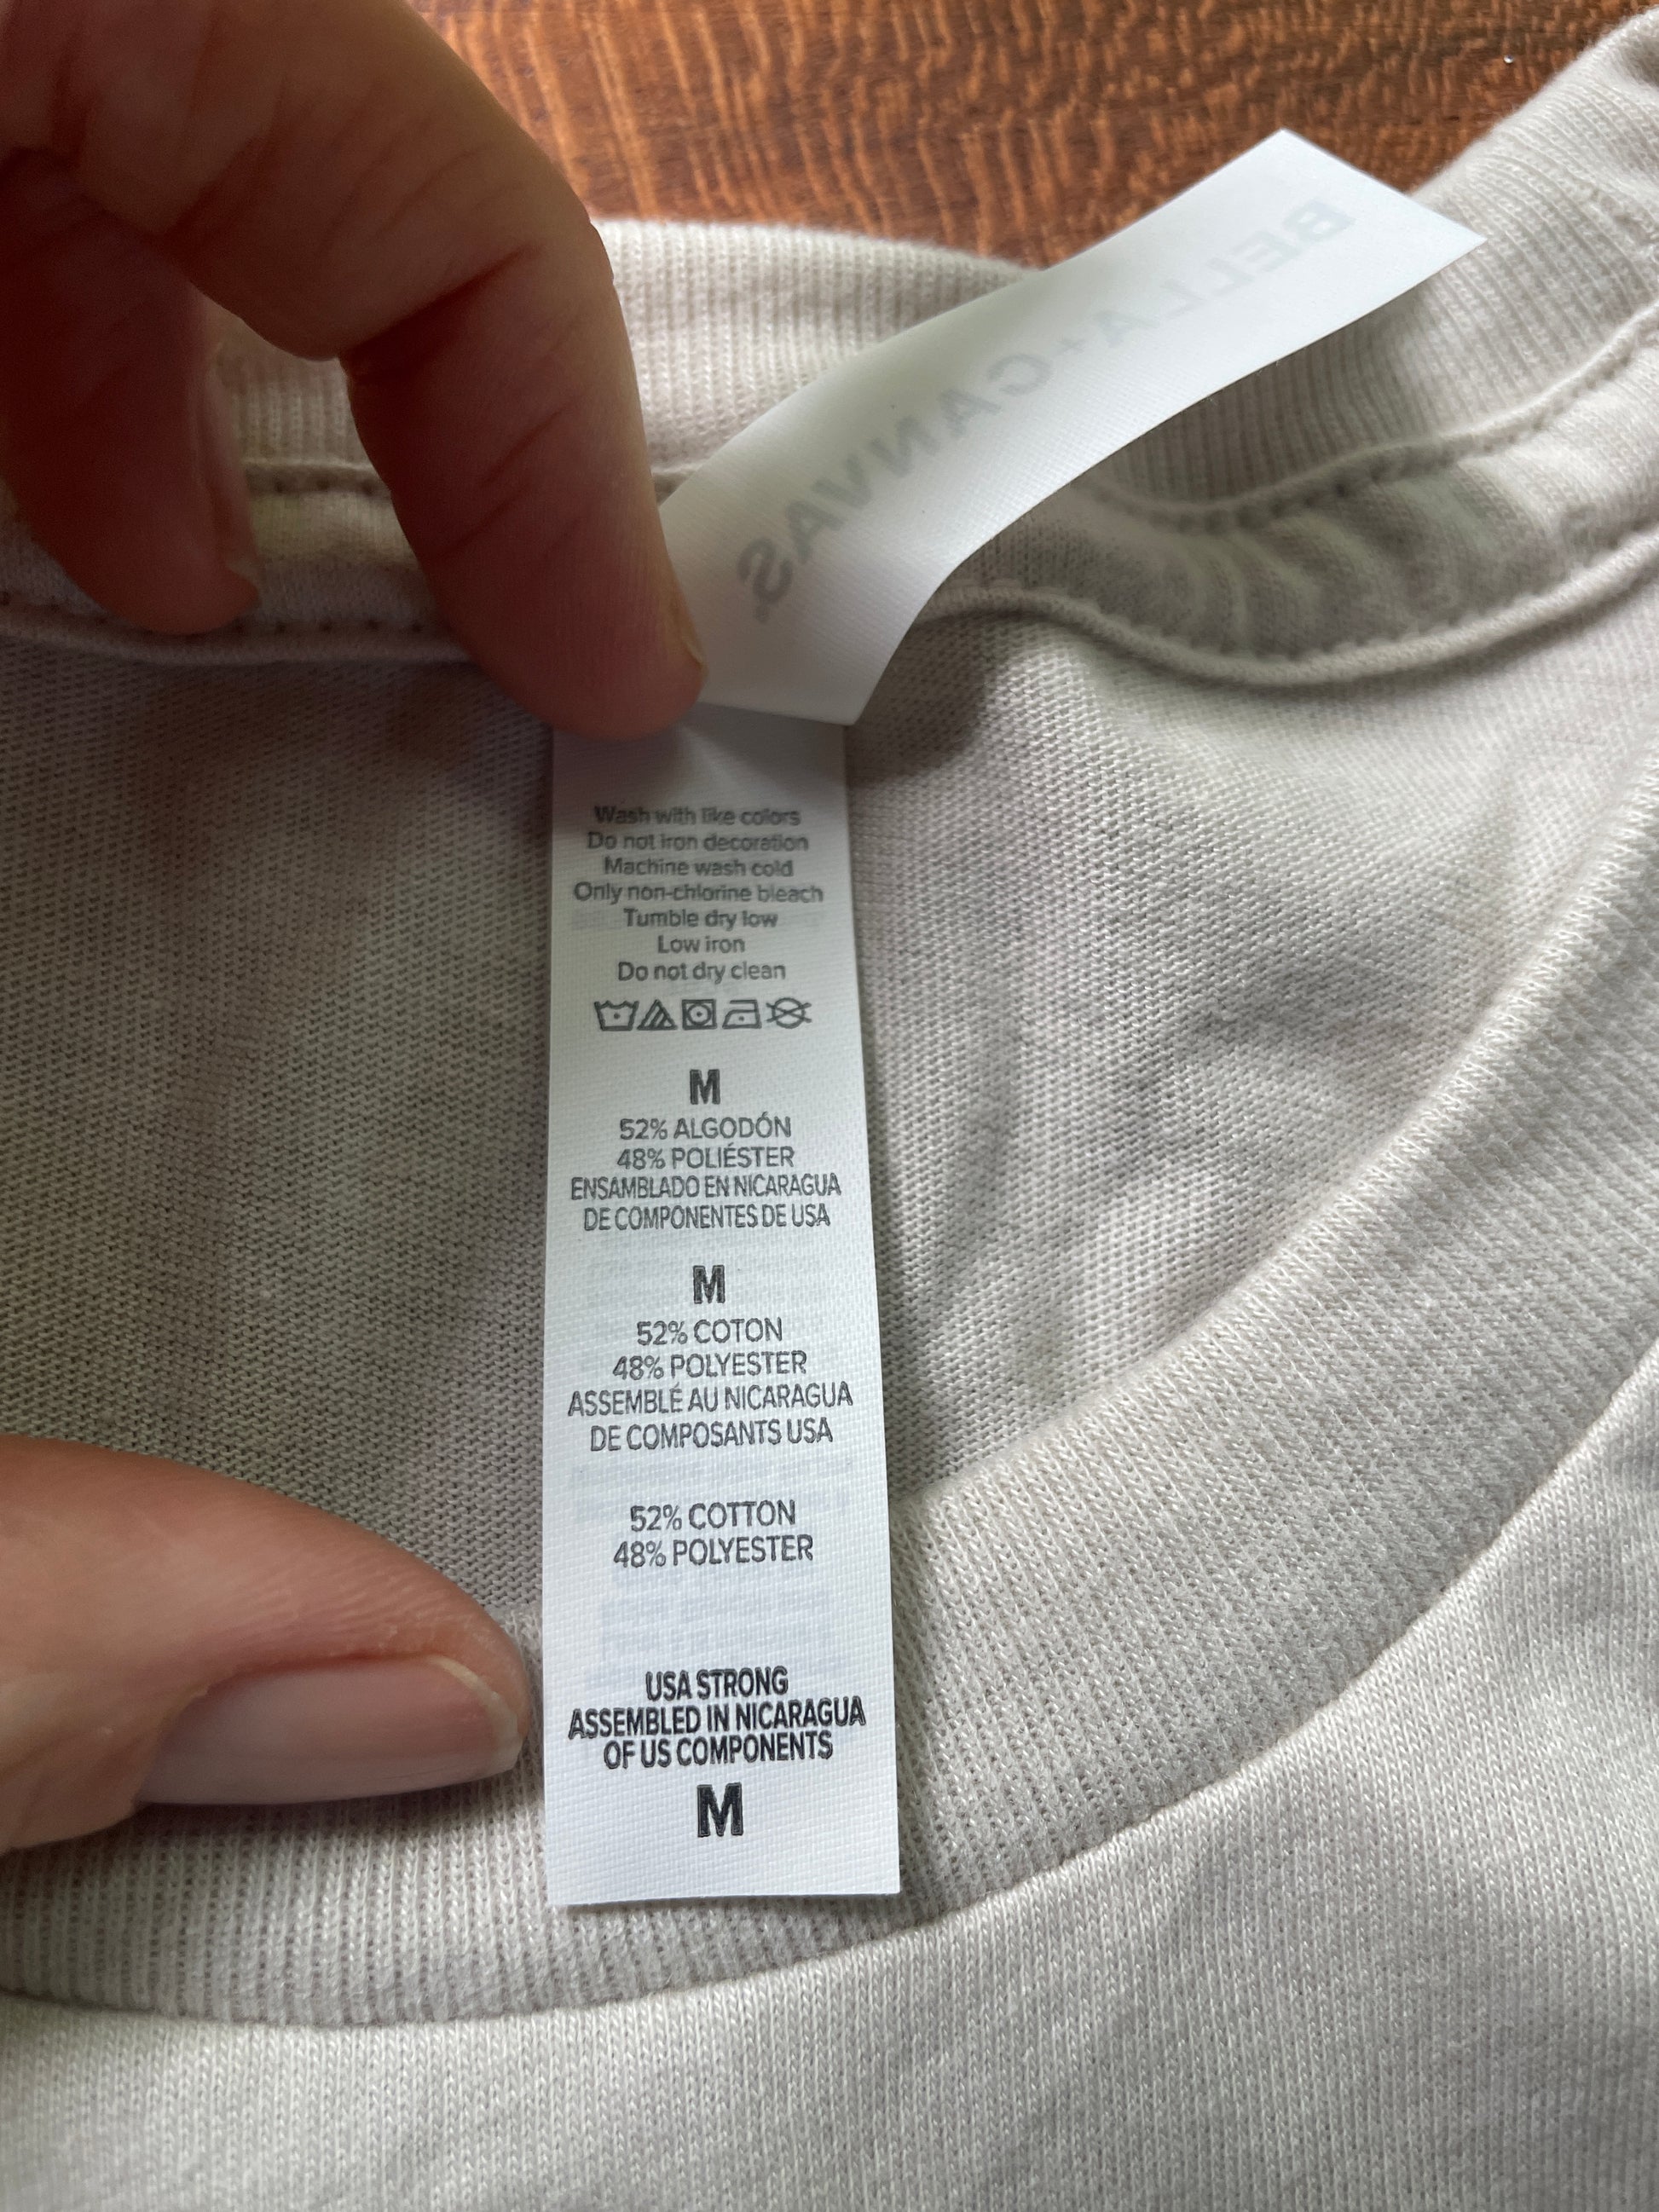 BELLA+CANVAS
Wash with like colors
Do not iron decoration
Machine wash cold
Only non-chlorine bleach
Tumble dry low
Low iron
Do not dry clean
M
52% ALGODÓN
48% POLIÉSTER
ENSAMBLADO EN NICARAGUA
DE COMPONENTES DE USA
M
52% COTON
48% POLYESTER
ASSEMBLÉ AU NICARAGUA
DE COMPOSANTS USA
52% COTTON
48% POLYESTER
USA STRONG
ASSEMBLED IN NICARAGUA
OF US COMPONENTS
M